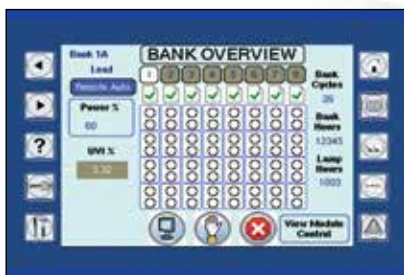 Bank 1A
BANK OVERVIEW
Lead
Remote Auto
1 2 3 4 5 6 7 8
Bank
Cycles
26
Power %
60
Bank
Hours
12345
UVI %
Lamp
Hours
1003
?
View Module
Control